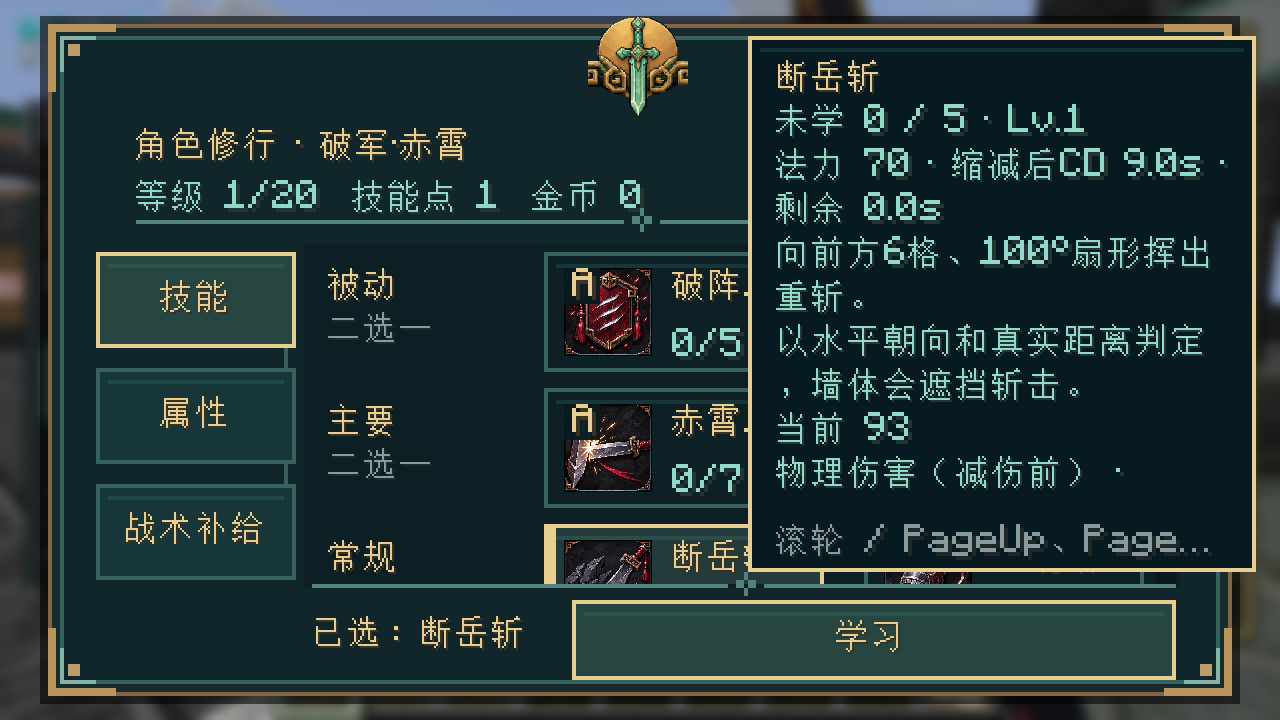 角色修行 · 破军·赤霄
等级 1/20 技能点 1 金币 0
技能
属性
战术补给
被动
二选一
A
破阵.
0/5
主要
二选一
A
赤霄.
0/7
常规
断岳
已选：断岳斩
学习
断岳斩
未学 0 / 5 · Lv.1
法力 70 · 缩减后CD 9.0s ·
剩余 0.0s
向前方6格、100°扇形挥出
重斩。
以水平朝向和真实距离判定
，墙体会遮挡斩击。
当前 93
物理伤害（减伤前） ·
滚轮 / PageUp、Page...